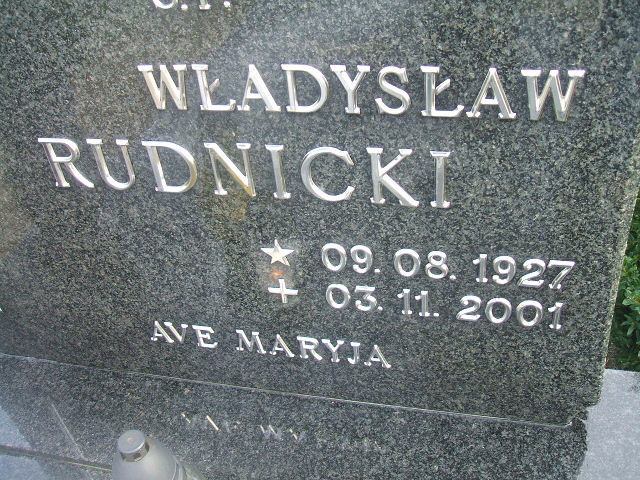 Ś.P.
WŁADYSŁAW
RUDNICKI
09.08.1927
03.11.2001
AVE MARYJA